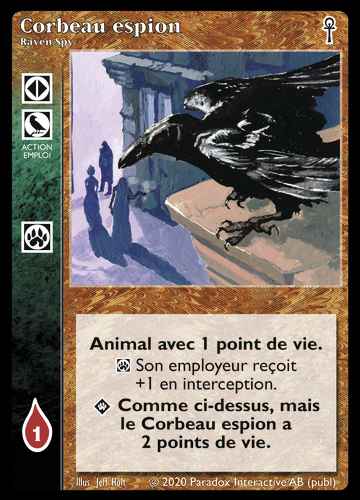 Corbeau espion
Raven Spy
ACTION
EMPLOI
Animal avec 1 point de vie.
Son employeur reçoit
+1 en interception.
Comme ci-dessus, mais
le Corbeau espion a
2 points de vie.
1
Illus. Jeff Holt © 2020 Paradox Interactive AB (publ)